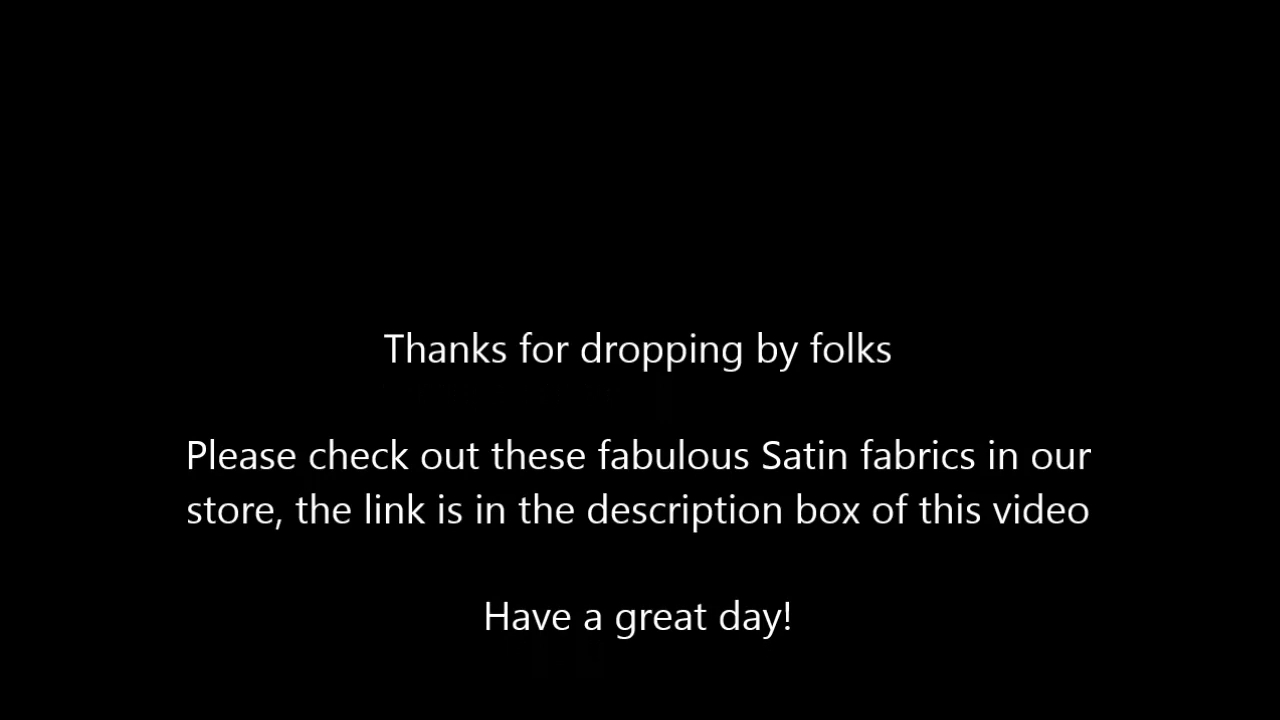 Thanks for dropping by folks
Please check out these fabulous Satin fabrics in our
store, the link is in the description box of this video
Have a great day!